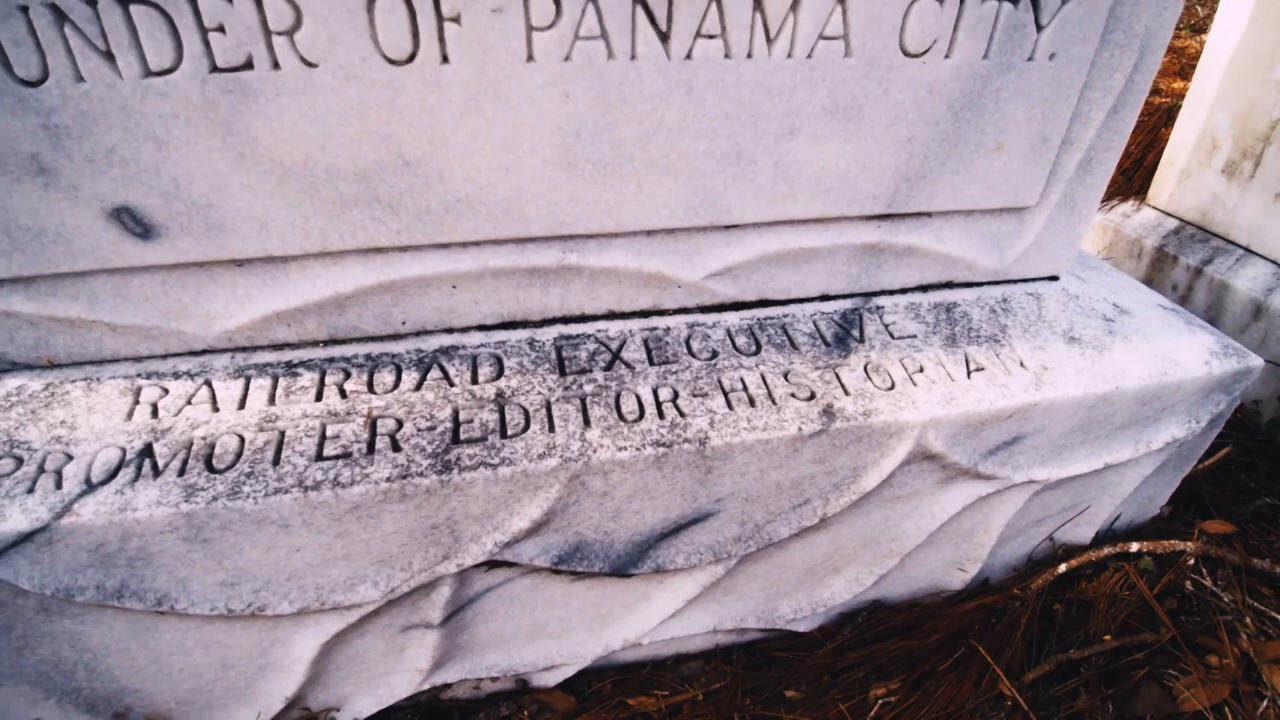 UNDER OF PANAMA CITY.
RAILROAD EXECUTIVE
PROMOTER-EDITOR-HISTORIAN